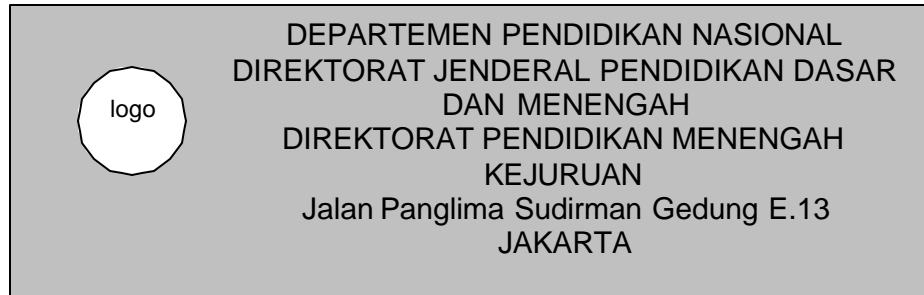 logo
DEPARTEMEN PENDIDIKAN NASIONAL
DIREKTORAT JENDERAL PENDIDIKAN DASAR
DAN MENENGAH
DIREKTORAT PENDIDIKAN MENENGAH
KEJURUAN
Jalan Panglima Sudirman Gedung E.13
JAKARTA